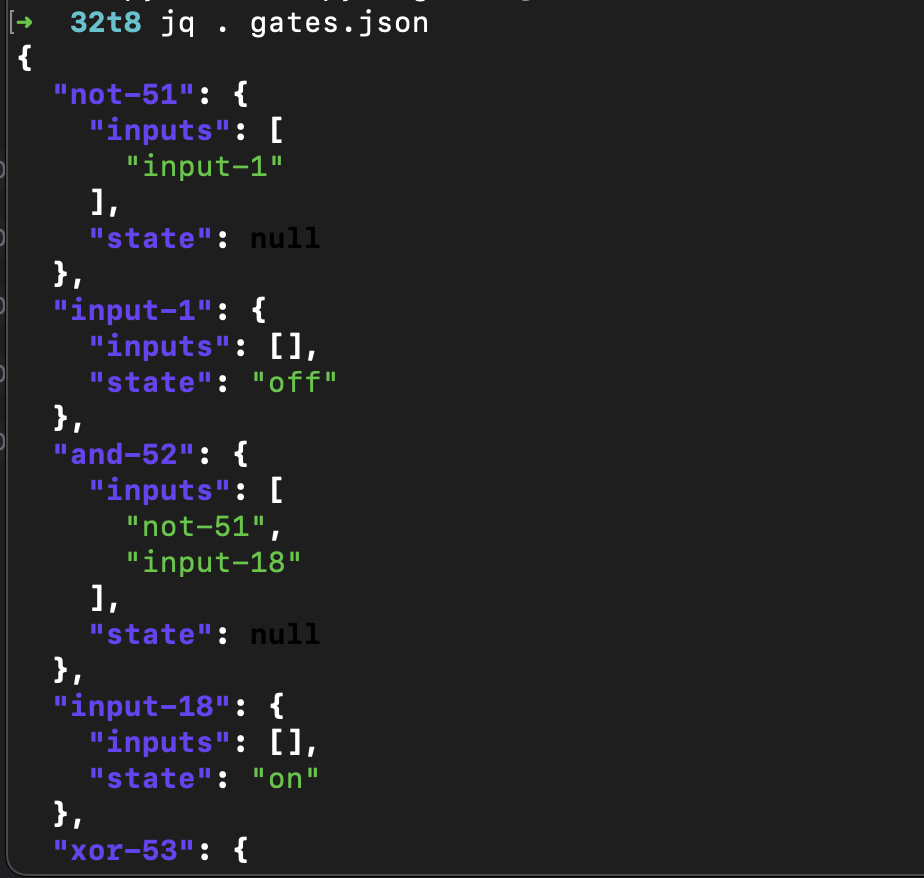 [→ 32t8 jq . gates.json
{
  "not-51": {
    "inputs": [
      "input-1"
    ],
    "state": null
  },
  "input-1": {
    "inputs": [],
    "state": "off"
  },
  "and-52": {
    "inputs": [
      "not-51",
      "input-18"
    ],
    "state": null
  },
  "input-18": {
    "inputs": [],
    "state": "on"
  },
  "xor-53": {